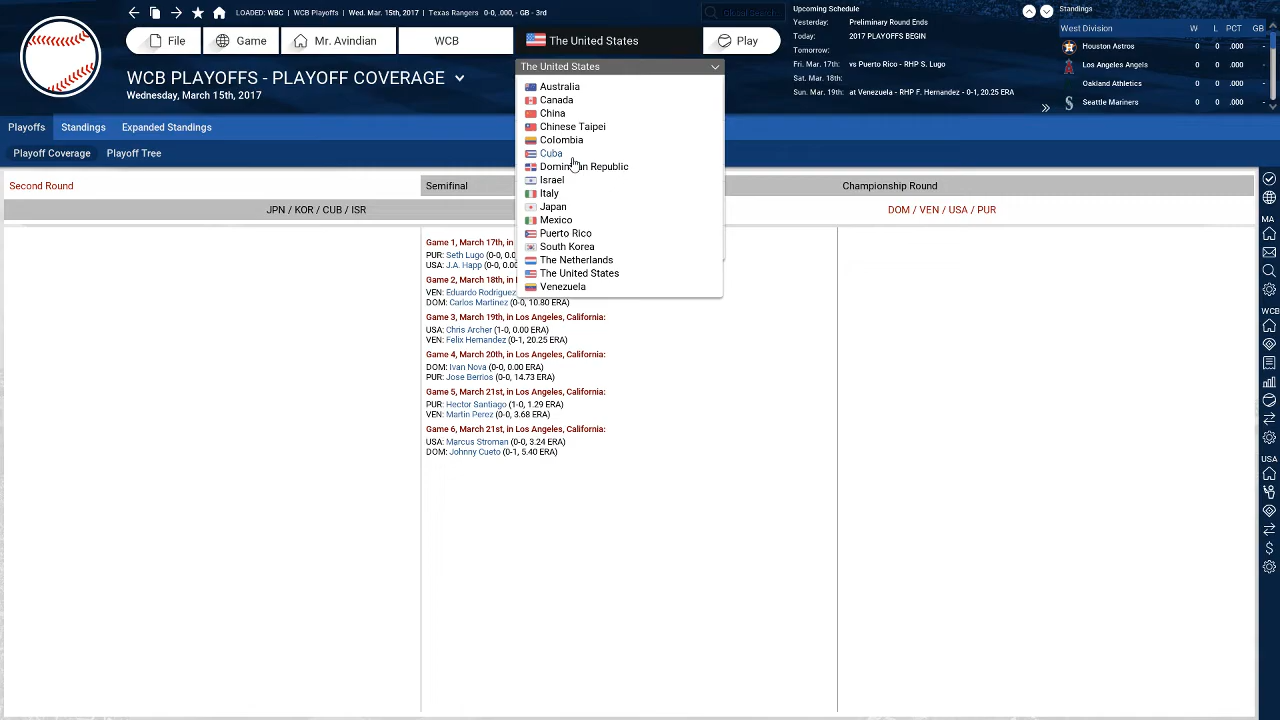 LOADED: WBC | WCB Playoffs | Wed. Mar. 15th, 2017 | Texas Rangers 0-0, .000, - GB - 3rd
Global Search...
File
Game
Mr. Avindian
WCB
The United States
Play
Upcoming Schedule
Yesterday: Preliminary Round Ends
Today: 2017 PLAYOFFS BEGIN
Tomorrow:
Fri. Mar. 17th: vs Puerto Rico - RHP S. Lugo
Sat. Mar. 18th:
Sun. Mar. 19th: at Venezuela - RHP F. Hernandez - 0-1, 20.25 ERA
Standings
West Division W L PCT GB
Houston Astros 0 0 .000 -
Los Angeles Angels 0 0 .000 -
Oakland Athletics 0 0 .000 -
Seattle Mariners 0 0 .000 -
WCB PLAYOFFS - PLAYOFF COVERAGE
Wednesday, March 15th, 2017
Playoffs
Standings
Expanded Standings
Playoff Coverage
Playoff Tree
The United States
Australia
Canada
China
Chinese Taipei
Colombia
Cuba
Dominican Republic
Israel
Italy
Japan
Mexico
Puerto Rico
South Korea
The Netherlands
The United States
Venezuela
Second Round
Semifinal
Championship Round
JPN / KOR / CUB / ISR
DOM / VEN / USA / PUR
Game 1, March 17th, in
PUR: Seth Lugo (0-0, 0.0
USA: J.A. Happ (0-0, 0.00
Game 2, March 18th, in
VEN: Eduardo Rodriguez
DOM: Carlos Martinez (0-0, 10.80 ERA)
Game 3, March 19th, in Los Angeles, California:
USA: Chris Archer (1-0, 0.00 ERA)
VEN: Felix Hernandez (0-1, 20.25 ERA)
Game 4, March 20th, in Los Angeles, California:
DOM: Ivan Nova (0-0, 0.00 ERA)
PUR: Jose Berrios (0-0, 14.73 ERA)
Game 5, March 21st, in Los Angeles, California:
PUR: Hector Santiago (1-0, 1.29 ERA)
VEN: Martin Perez (0-0, 3.68 ERA)
Game 6, March 21st, in Los Angeles, California:
USA: Marcus Stroman (0-0, 3.24 ERA)
DOM: Johnny Cueto (0-1, 5.40 ERA)
MA
WCB
USA